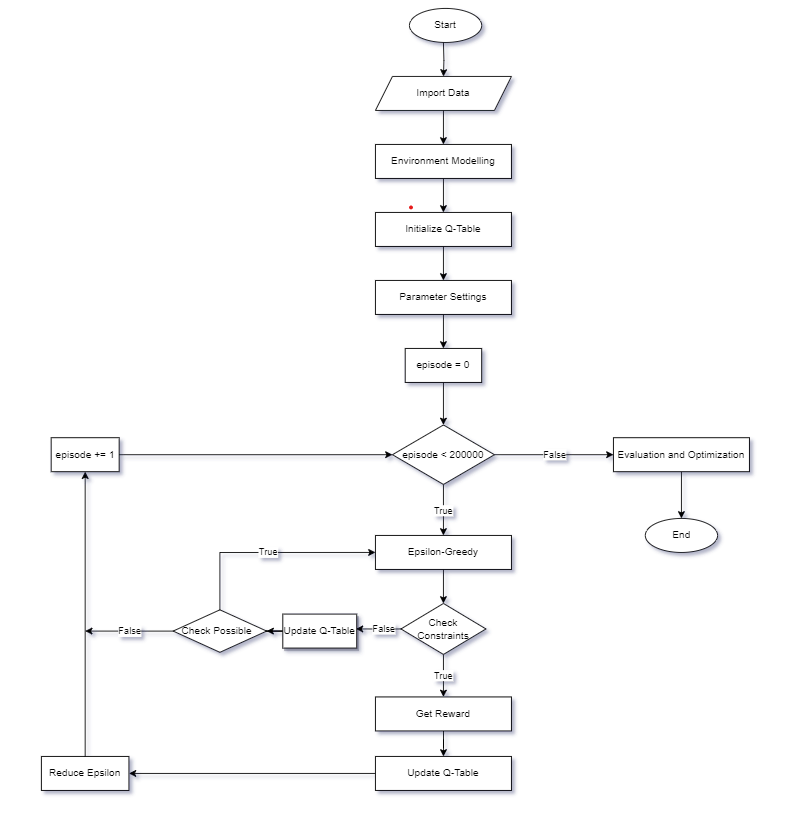 Start
Import Data
Environment Modelling
Initialize Q-Table
Parameter Settings
episode = 0
episode += 1
episode < 200000
False
Evaluation and Optimization
True
End
True
Epsilon-Greedy
False
Check Possible
Update Q-Table
False
Check
Constraints
True
Get Reward
Reduce Epsilon
Update Q-Table